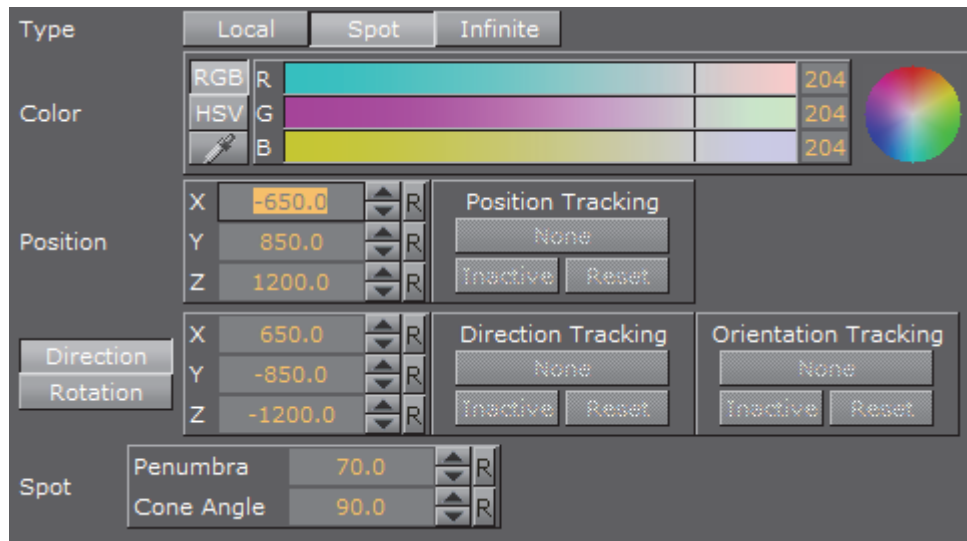 Type Local Spot Infinite
Color RGB R 204
HSV G 204
B 204
Position X -650.0 R Position Tracking
Y 850.0 R None
Z 1200.0 R Inactive Reset
Direction X 650.0 R Direction Tracking Orientation Tracking
Rotation Y -850.0 R None None
Z -1200.0 R Inactive Reset Inactive Reset
Spot Penumbra 70.0 R
Cone Angle 90.0 R